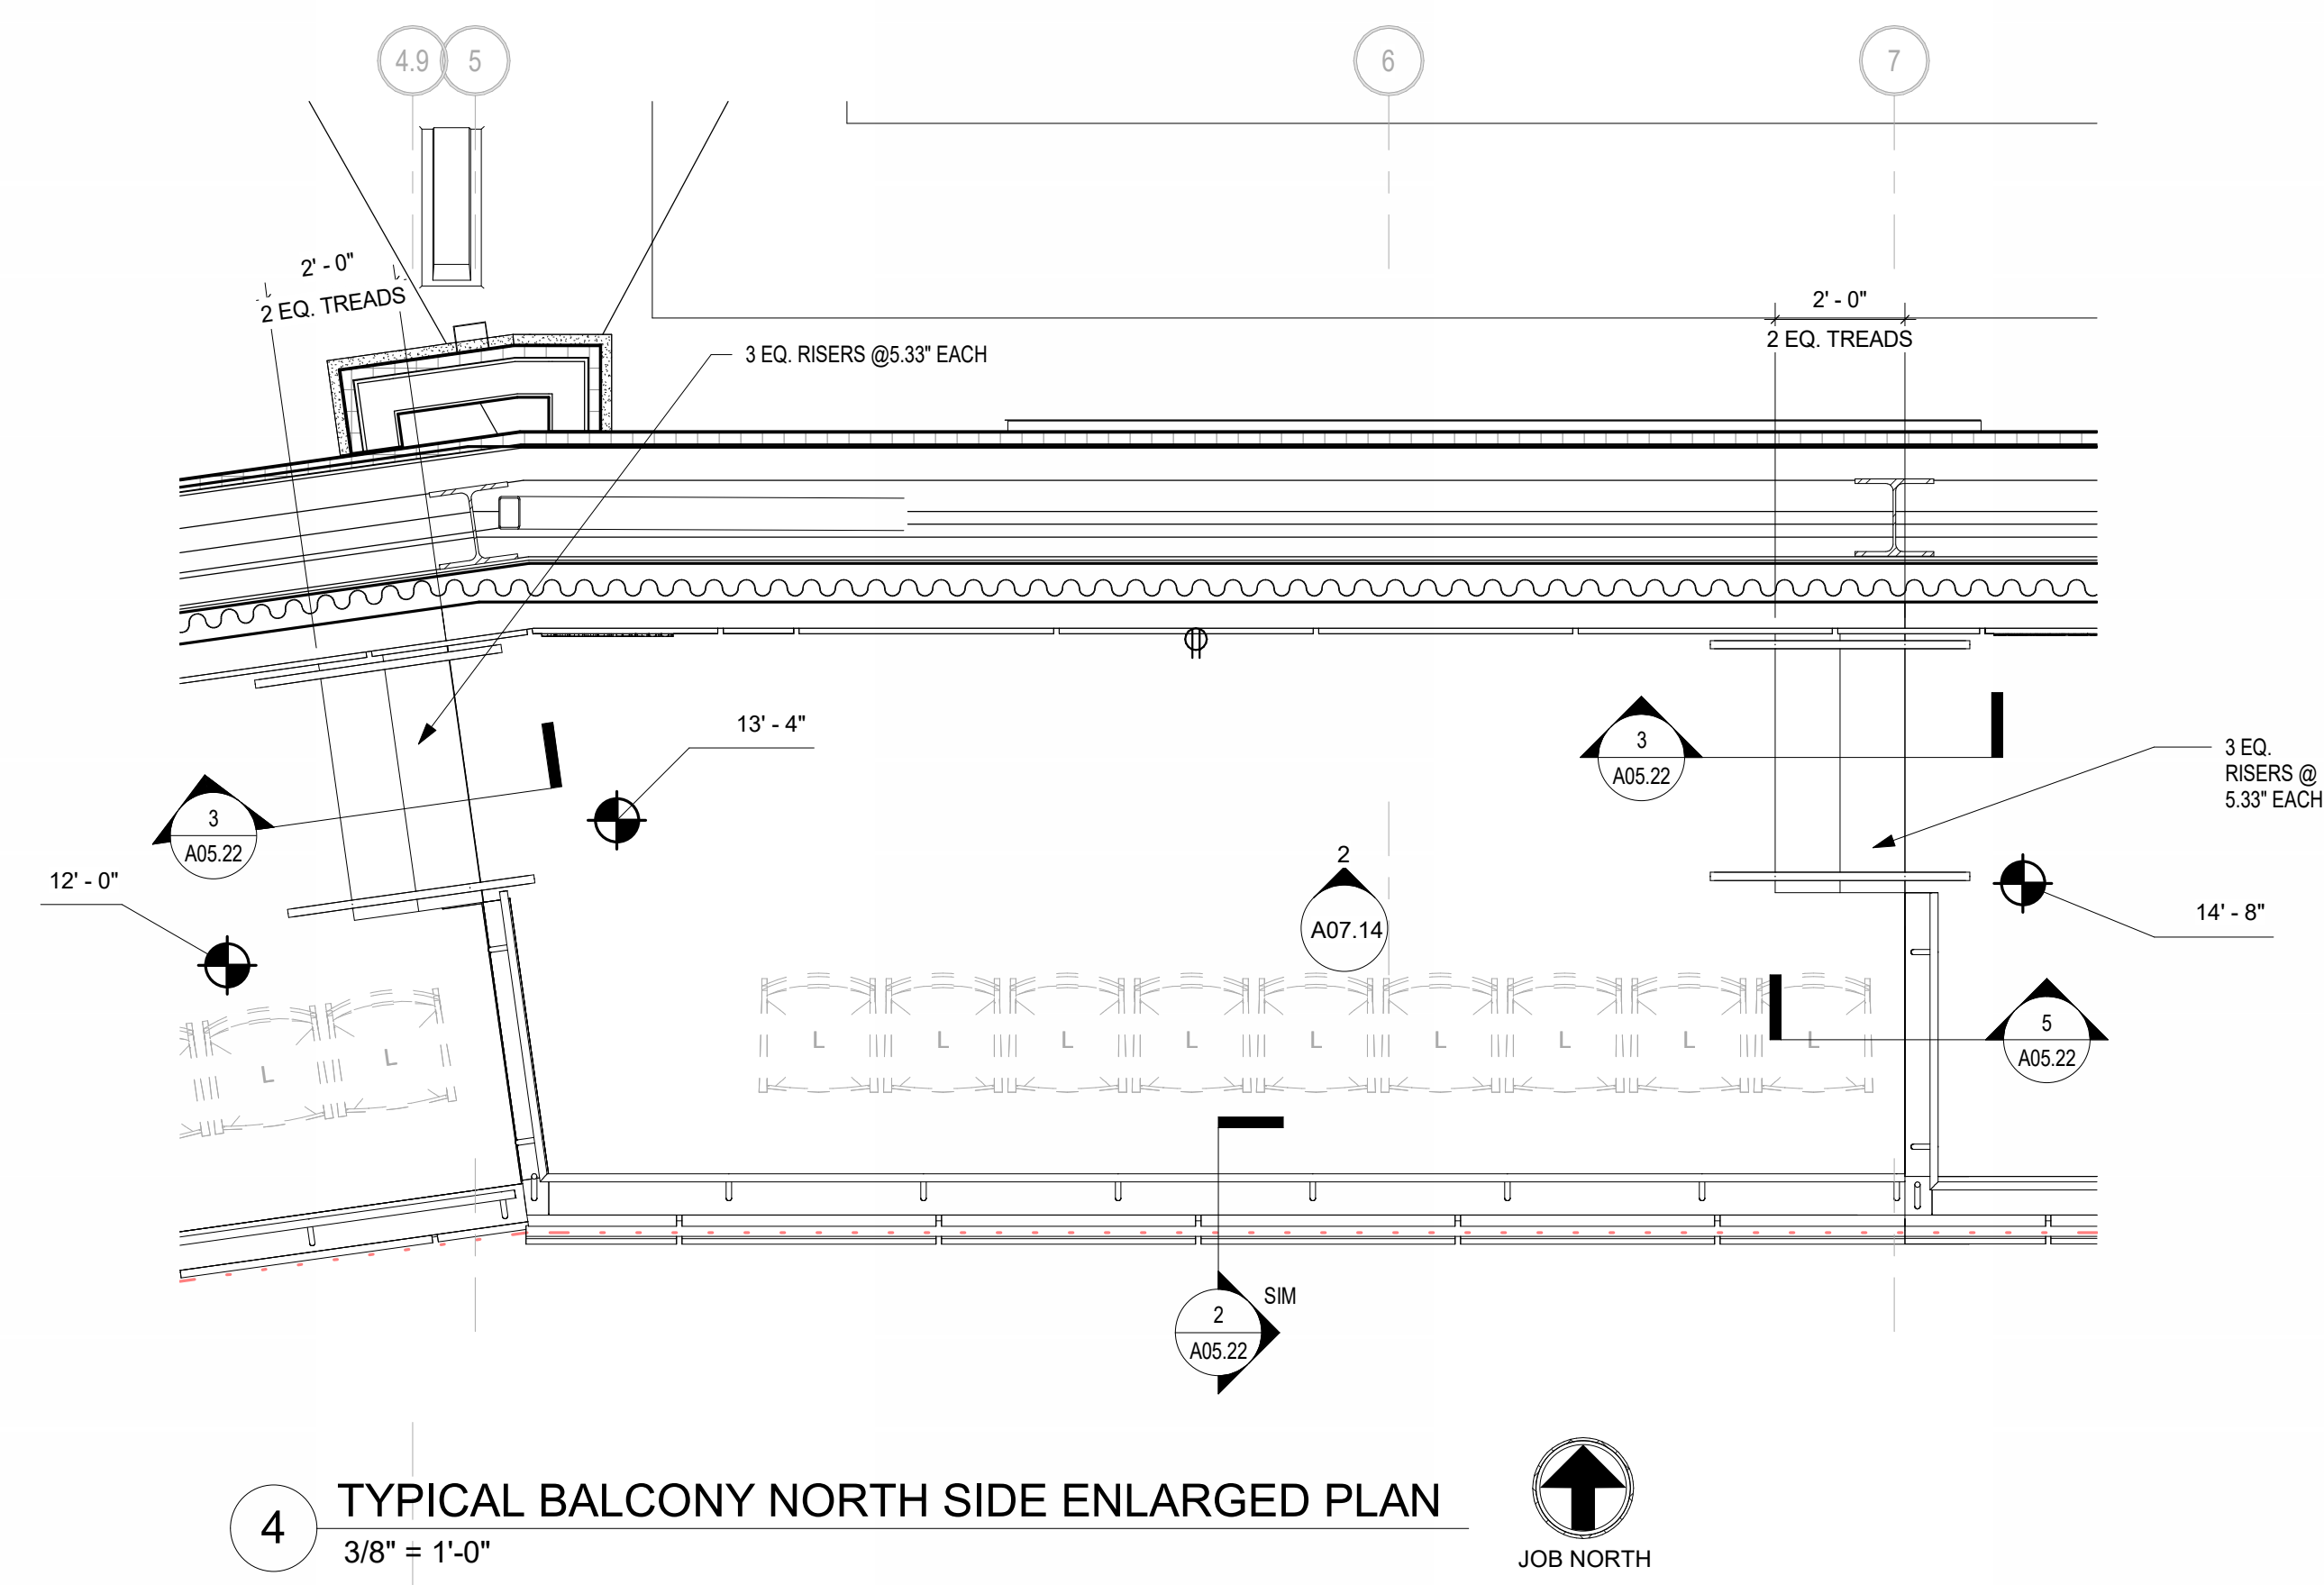 4.9
5
6
7
2' - 0"
2 EQ. TREADS
2' - 0"
2 EQ. TREADS
3 EQ. RISERS @5.33" EACH
13' - 4"
3
A05.22
3 EQ.
RISERS @
5.33" EACH
3
A05.22
12' - 0"
2
A07.14
14' - 8"
L
L
L
L
L
L
L
L
L
L
L
5
A05.22
2
A05.22
SIM
4
TYPICAL BALCONY NORTH SIDE ENLARGED PLAN
3/8" = 1'-0"
JOB NORTH